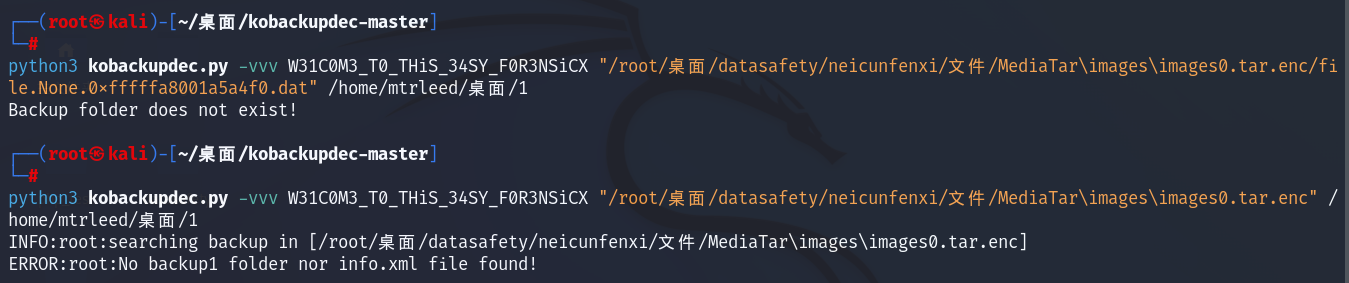 ┌──(root㉿kali)-[~/桌面/kobackupdec-master]
└─#
python3 kobackupdec.py -vvv W31C0M3_T0_THiS_34SY_F0R3NSiCX "/root/桌面/datasafety/neicunfenxi/文件/MediaTar\images\images0.tar.enc/fi
le.None.0×fffffa8001a5a4f0.dat" /home/mtrleed/桌面/1
Backup folder does not exist!
┌──(root㉿kali)-[~/桌面/kobackupdec-master]
└─#
python3 kobackupdec.py -vvv W31C0M3_T0_THiS_34SY_F0R3NSiCX "/root/桌面/datasafety/neicunfenxi/文件/MediaTar\images\images0.tar.enc" /
home/mtrleed/桌面/1
INFO:root:searching backup in [/root/桌面/datasafety/neicunfenxi/文件/MediaTar\images\images0.tar.enc]
ERROR:root:No backup1 folder nor info.xml file found!